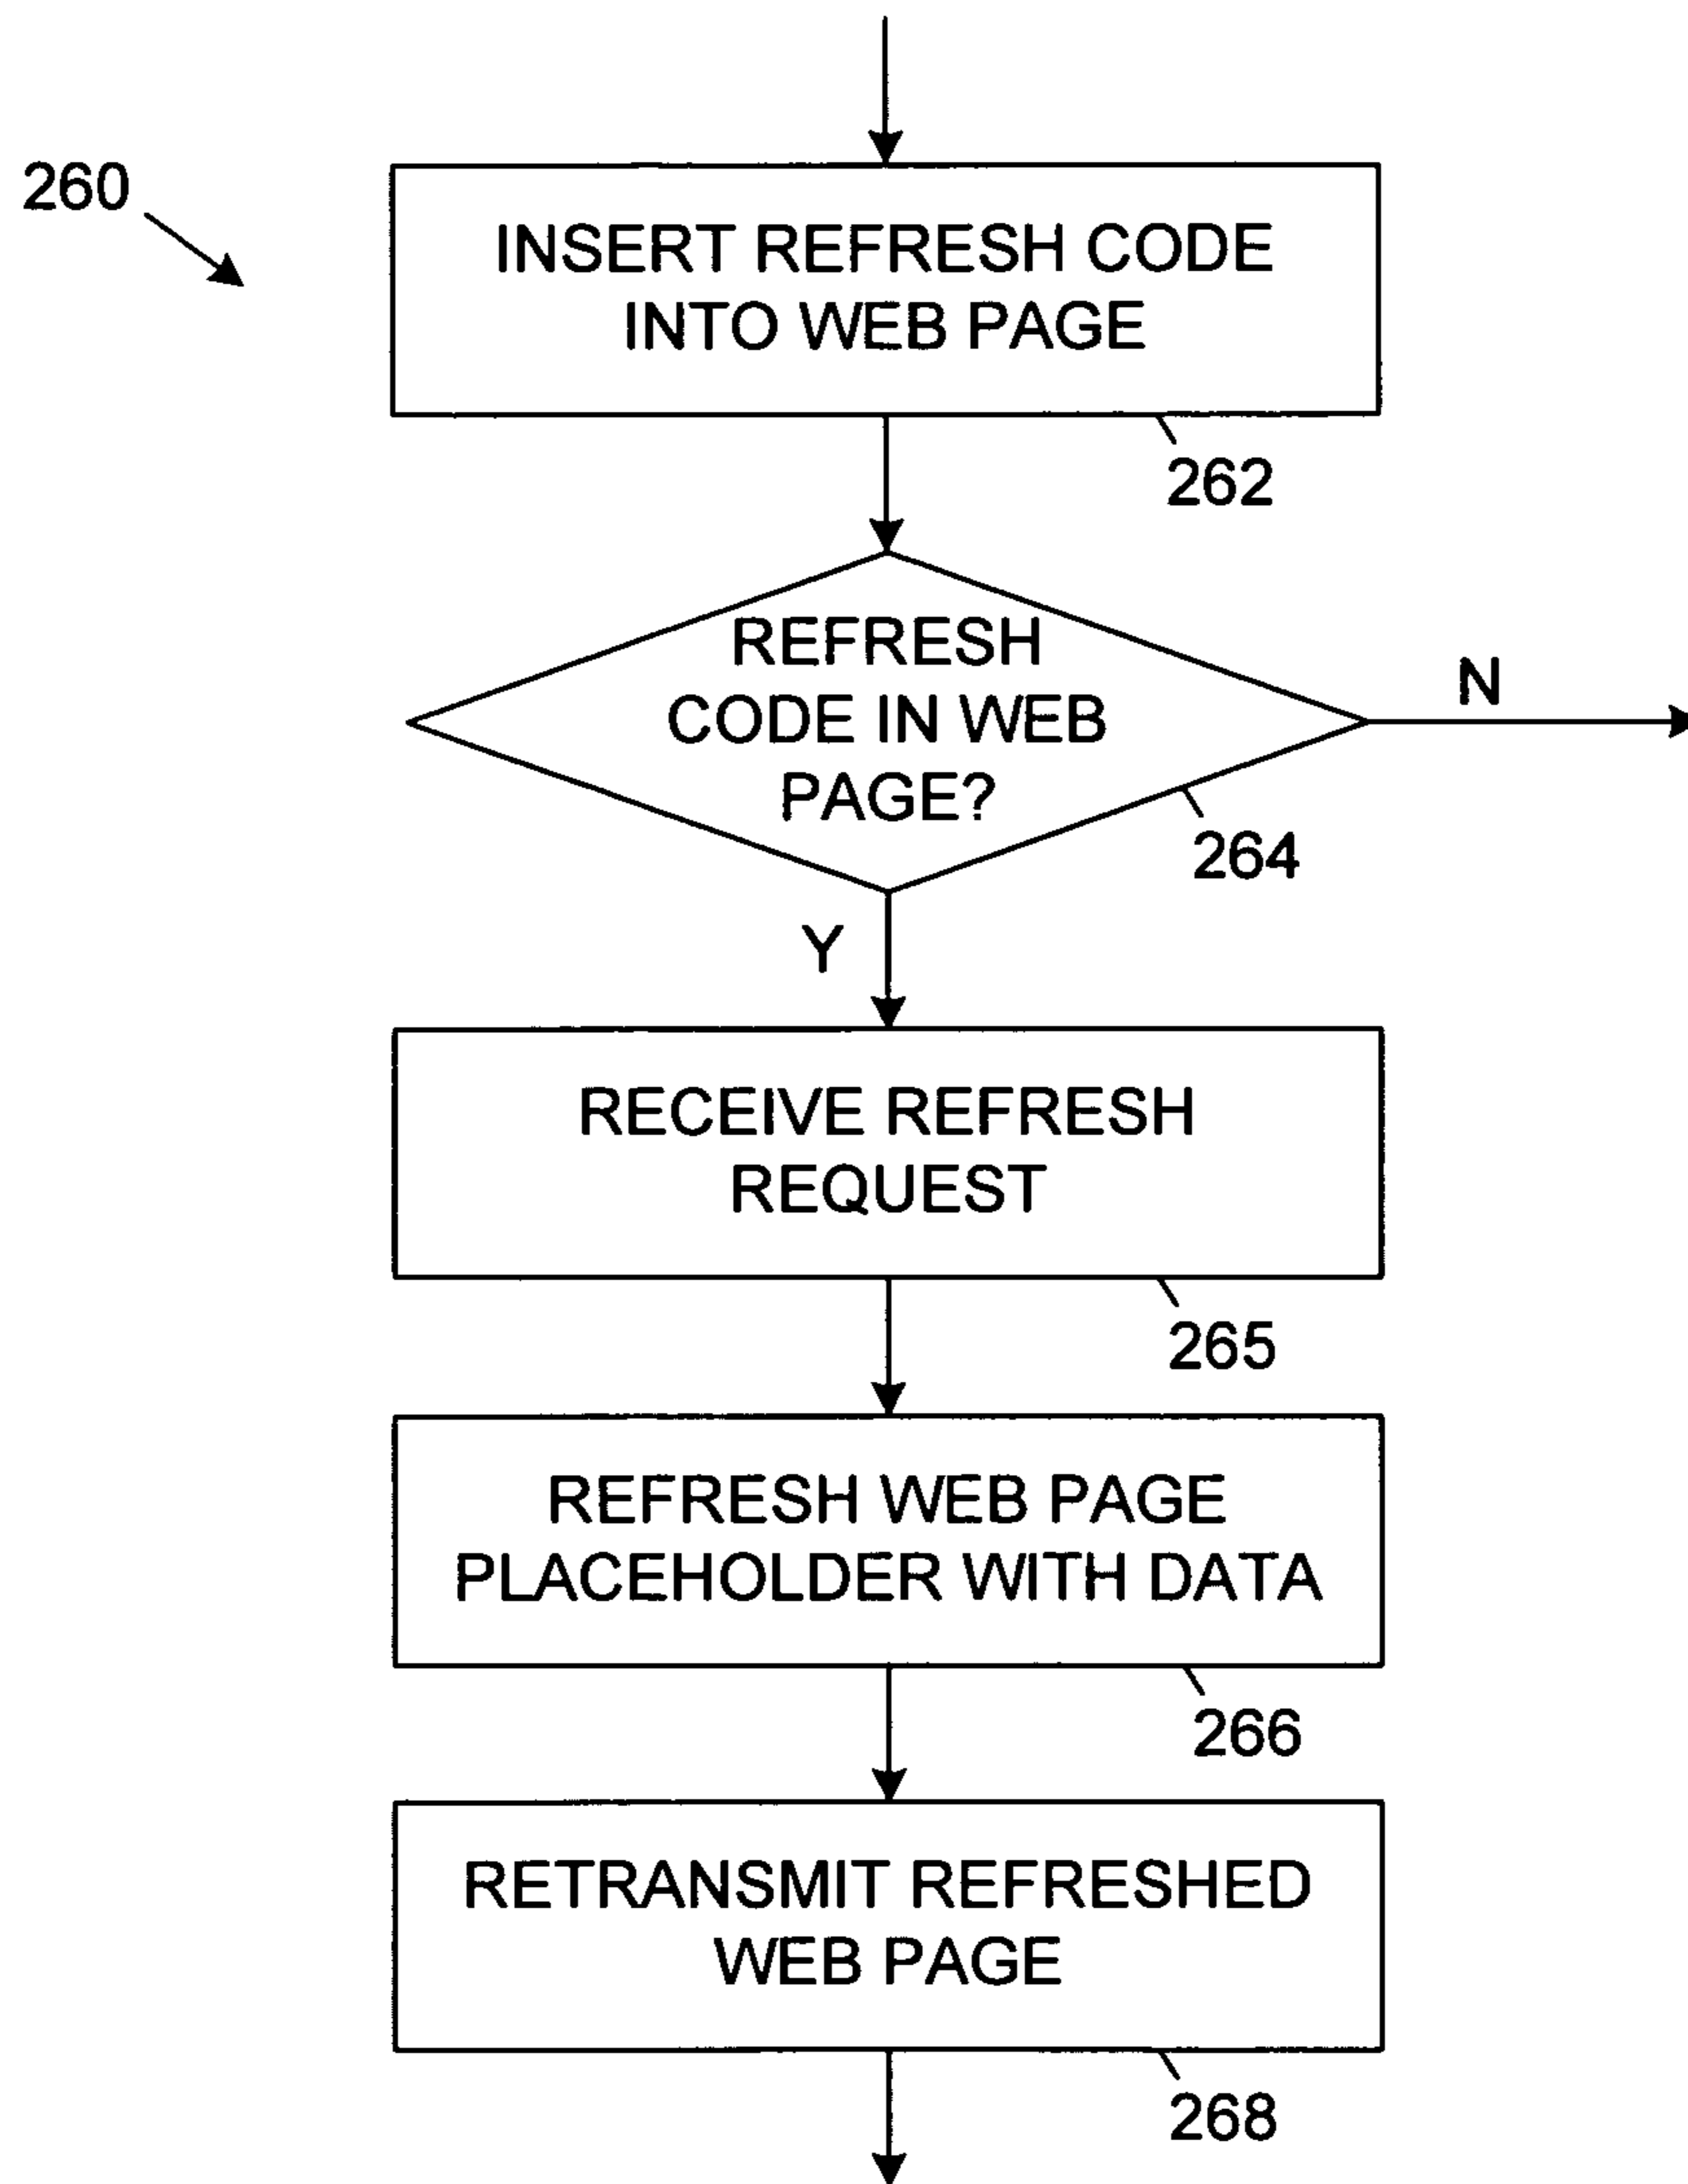 260
INSERT REFRESH CODE
INTO WEB PAGE
262
REFRESH
CODE IN WEB
PAGE?
N
264
Y
RECEIVE REFRESH
REQUEST
265
REFRESH WEB PAGE
PLACEHOLDER WITH DATA
266
RETRANSMIT REFRESHED
WEB PAGE
268